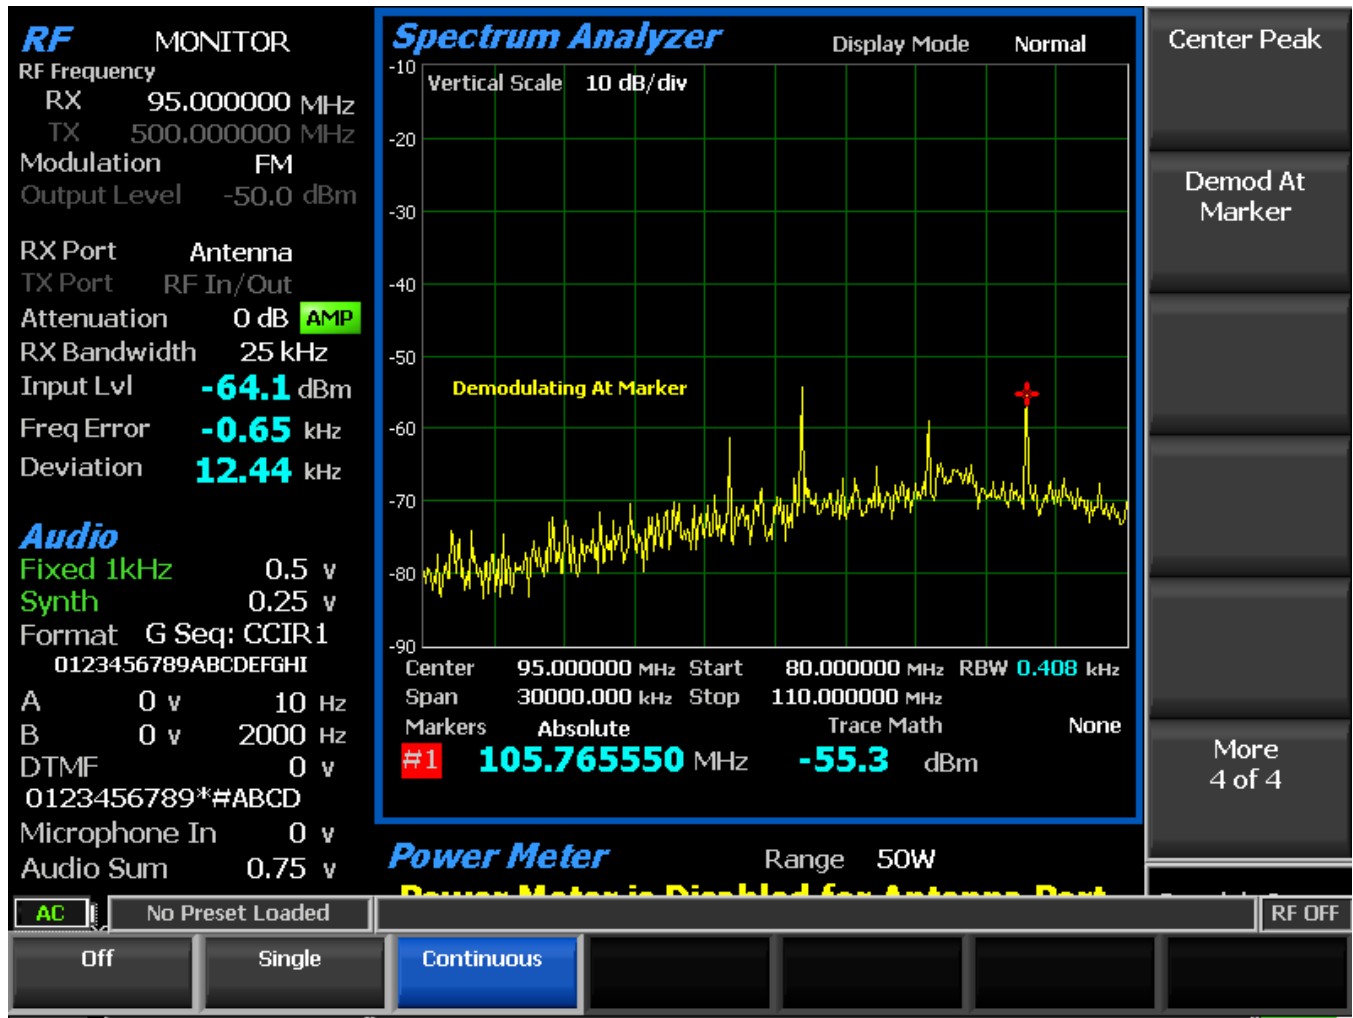 RF MONITOR
RF Frequency
RX 95.000000 MHz
TX 500.000000 MHz
Modulation FM
Output Level -50.0 dBm
RX Port Antenna
TX Port RF In/Out
Attenuation 0 dB AMP
RX Bandwidth 25 kHz
Input Lvl -64.1 dBm
Freq Error -0.65 kHz
Deviation 12.44 kHz
Audio
Fixed 1kHz 0.5 v
Synth 0.25 v
Format G Seq: CCIR1
0123456789ABCDEFGHI
A 0 v 10 Hz
B 0 v 2000 Hz
DTMF 0 v
0123456789*#ABCD
Microphone In 0 v
Audio Sum 0.75 v
Spectrum Analyzer Display Mode Normal
Vertical Scale 10 dB/div
-10
-20
-30
-40
-50
-60
-70
-80
-90
Demodulating At Marker
Center 95.000000 MHz Start 80.000000 MHz RBW 0.408 kHz
Span 30000.000 kHz Stop 110.000000 MHz
Markers Absolute Trace Math None
#1 105.765550 MHz -55.3 dBm
Power Meter Range 50W
Power Meter is Disabled for Antenna Port
Center Peak
Demod At
Marker
More
4 of 4
AC No Preset Loaded RF OFF
Off Single Continuous